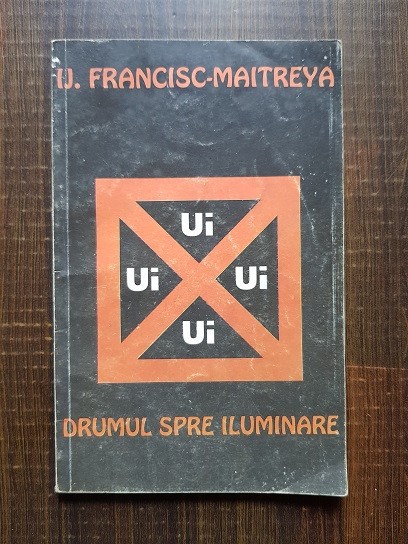 IJ. FRANCISC-MAITREYA
Ui
Ui Ui
Ui
DRUMUL SPRE ILUMINARE